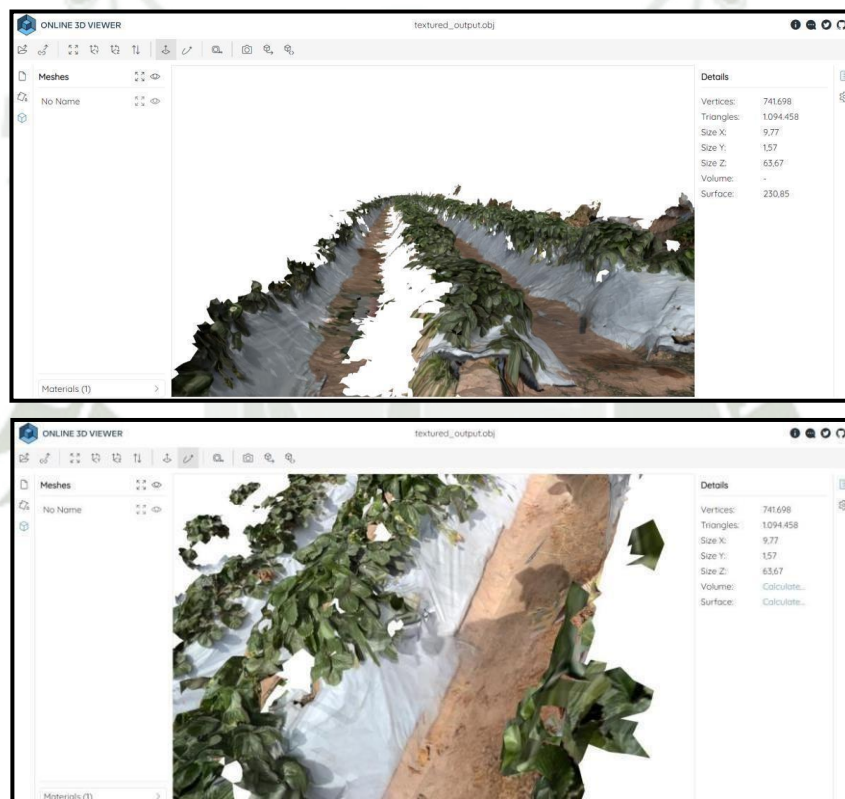 ONLINE 3D VIEWER
textured_output.obj
Meshes
No Name
Materials (1)
Details
Vertices: 741.698
Triangles: 1.094.458
Size X: 9,77
Size Y: 1,57
Size Z: 63,67
Volume: -
Surface: 230,85
ONLINE 3D VIEWER
textured_output.obj
Meshes
No Name
Materials (1)
Details
Vertices: 741.698
Triangles: 1.094.458
Size X: 9,77
Size Y: 1,57
Size Z: 63,67
Volume: Calculate...
Surface: Calculate...